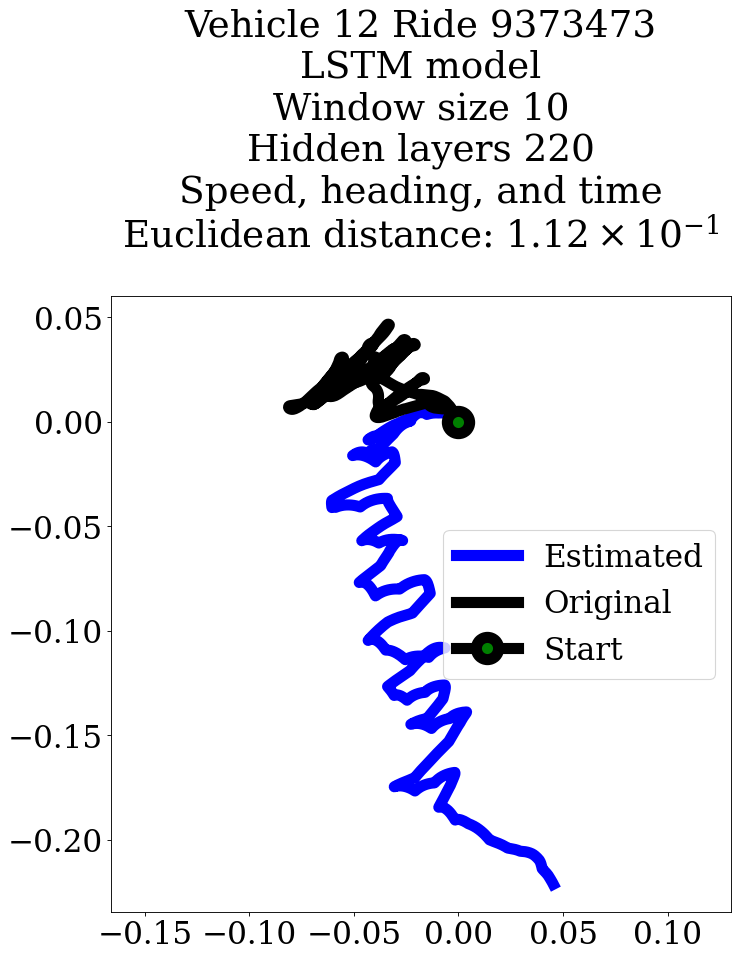 Vehicle 12 Ride 9373473
LSTM model
Window size 10
Hidden layers 220
Speed, heading, and time
Euclidean distance: 1.12 × 10⁻¹
0.05
0.00
−0.05
−0.10
−0.15
−0.20
Estimated
Original
Start
−0.15 −0.10 −0.05 0.00 0.05 0.10